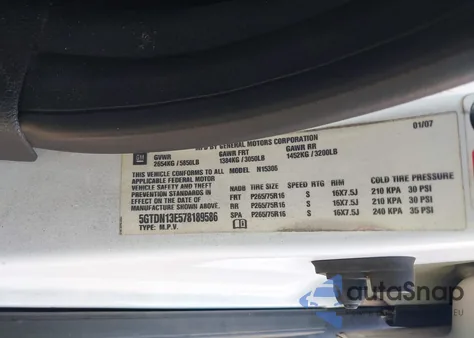 MFD BY GENERAL MOTORS CORPORATION 01/07
GM GVWR GAWR FRT GAWR RR
2654KG / 5850LB 1384KG / 3050LB 1452KG / 3200LB
THIS VEHICLE CONFORMS TO ALL MODEL N15306
APPLICABLE FEDERAL MOTOR
VEHICLE SAFETY STANDARDS IN
EFFECT ON THE DATE OF
MANUFACTURE SHOWN ABOVE.
5GTDN13E578189586
TYPE: M.P.V.
TIRE SIZE SPEED RTG RIM COLD TIRE PRESSURE
FRT P265/75R16 S 16X7.5J 210 KPA 30 PSI
RR P265/75R16 S 16X7.5J 210 KPA 30 PSI
SPA P265/75R16 S 16X7.5J 240 KPA 35 PSI
autoSnap
EU